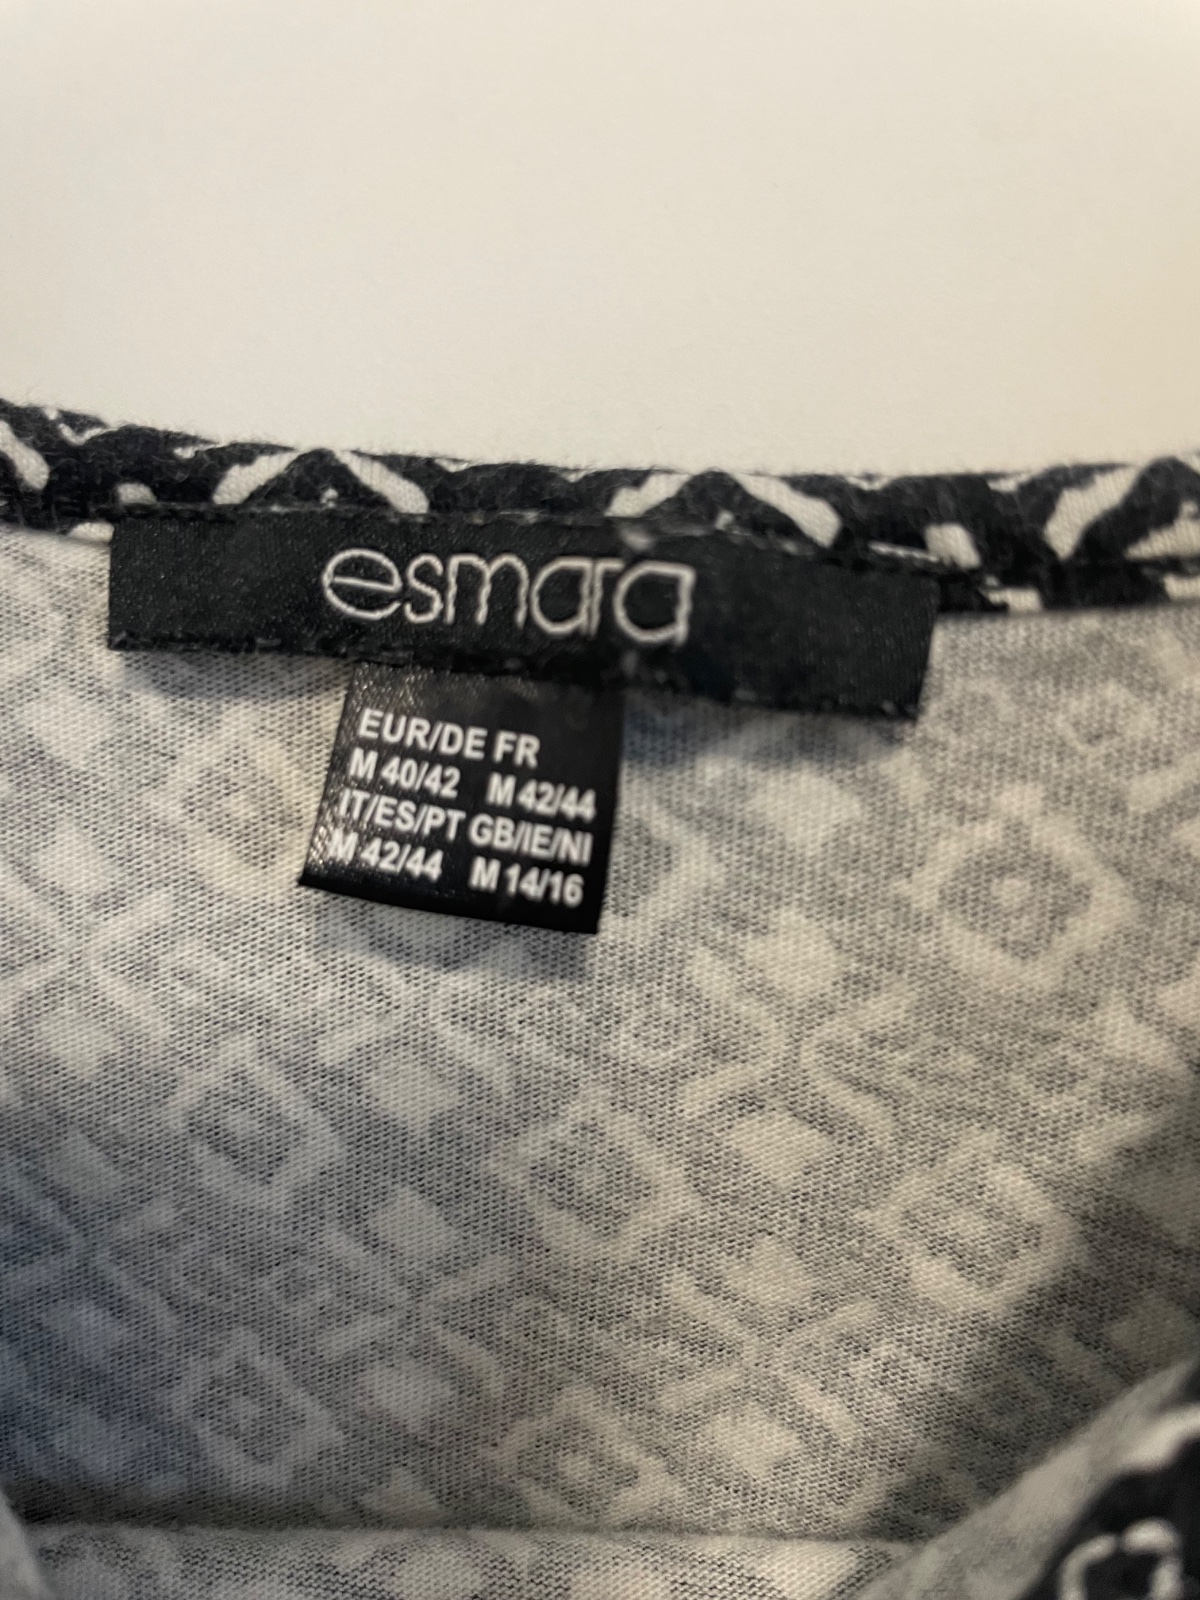 esmara
EUR/DE FR
M 40/42 M 42/44
IT/ES/PT GB/IE/NI
M 42/44 M 14/16